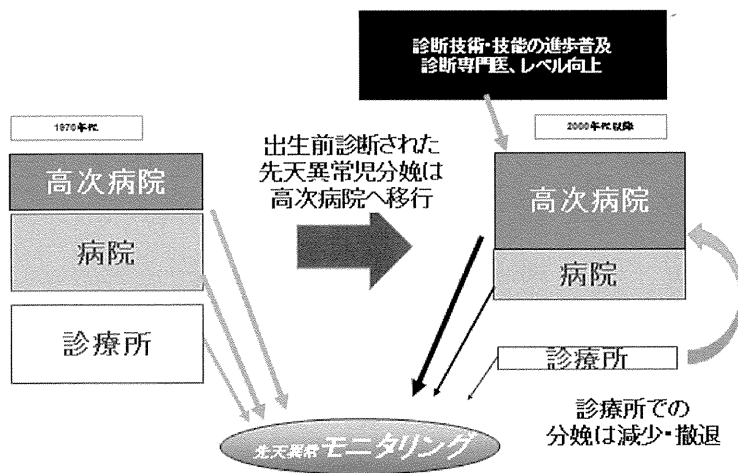 診断技術・技能の進歩普及
診断専門医、レベル向上
1970年代
2000年代以降
出生前診断された
先天異常児分娩は
高次病院へ移行
高次病院
病院
診療所
高次病院
病院
診療所
診療所での
分娩は減少・撤退
先天異常モニタリング